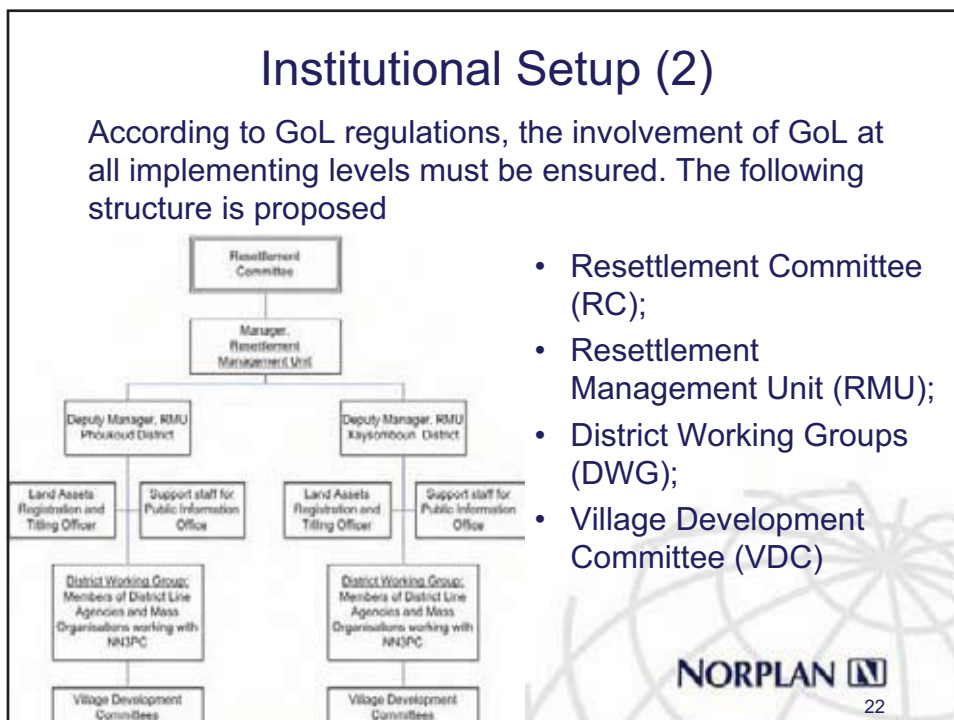 Institutional Setup (2)
According to GoL regulations, the involvement of GoL at
all implementing levels must be ensured. The following
structure is proposed
Resettlement
Committee
Manager,
Resettlement
Management Unit
Deputy Manager, RMU
Phoukoud District
Deputy Manager, RMU
Xaysomboun District
Land Assets
Registration and
Titling Officer
Support staff for
Public Information
Office
Land Assets
Registration and
Titling Officer
Support staff for
Public Information
Office
District Working Group:
Members of District Line
Agencies and Mass
Organisations working with
NN3PC
District Working Group:
Members of District Line
Agencies and Mass
Organisations working with
NN3PC
Village Development
Committees
Village Development
Committees
• Resettlement Committee
(RC);
• Resettlement
Management Unit (RMU);
• District Working Groups
(DWG);
• Village Development
Committee (VDC)
NORPLAN N
22